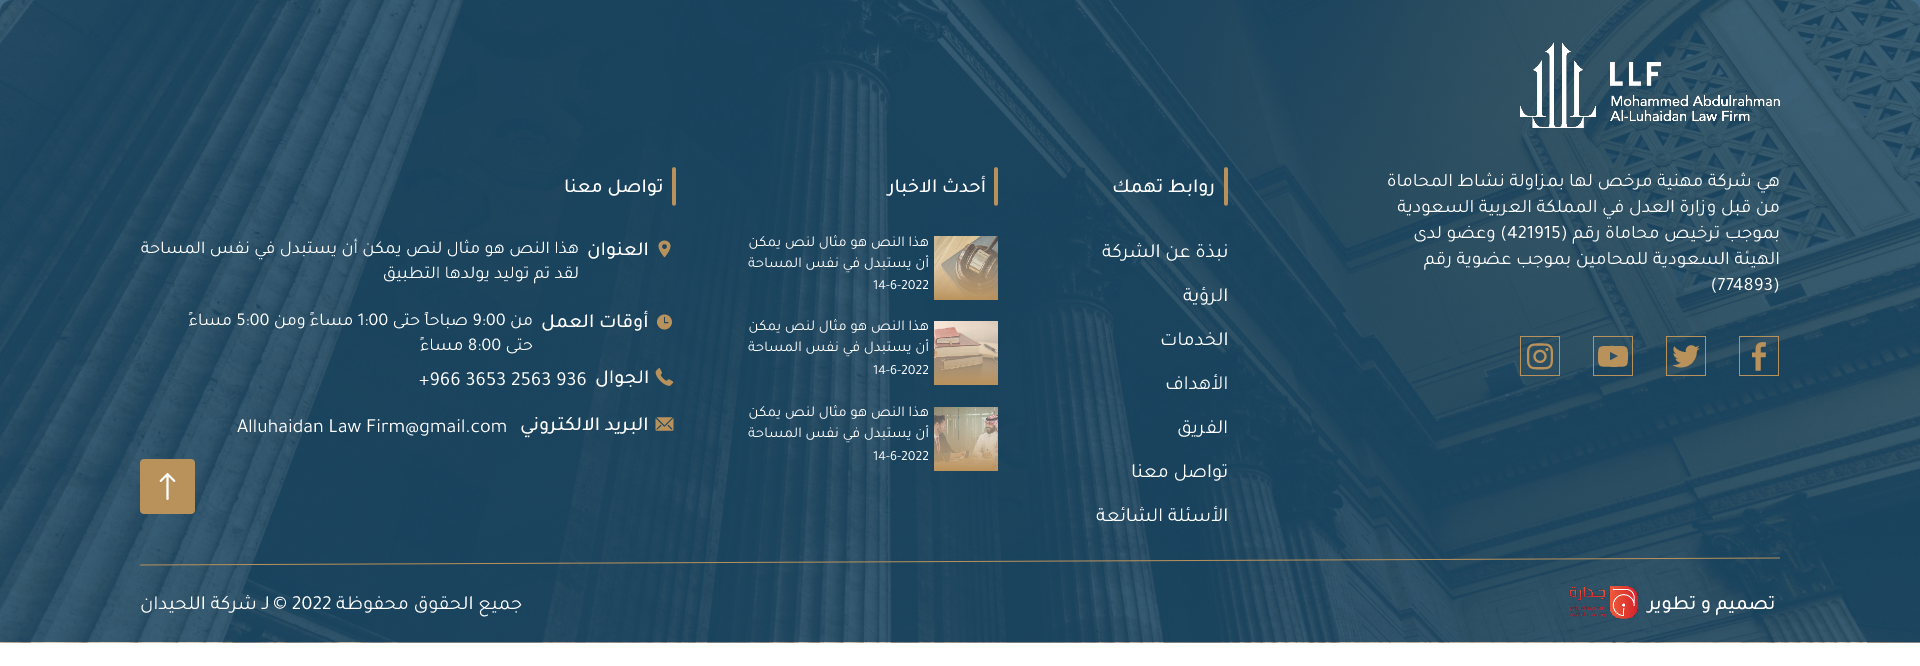 LLF
Mohammed Abdulrahman
Al-Luhaidan Law Firm
هي شركة مهنية مرخص لها بمزاولة نشاط المحاماة
من قبل وزارة العدل في المملكة العربية السعودية
بموجب ترخيص محاماة رقم (421915) وعضو لدى
الهيئة السعودية للمحامين بموجب عضوية رقم
(774893)
روابط تهمك
نبذة عن الشركة
الرؤية
الخدمات
الأهداف
الفريق
تواصل معنا
الأسئلة الشائعة
أحدث الاخبار
هذا النص هو مثال لنص يمكن
أن يستبدل في نفس المساحة
14-6-2022
هذا النص هو مثال لنص يمكن
أن يستبدل في نفس المساحة
14-6-2022
هذا النص هو مثال لنص يمكن
أن يستبدل في نفس المساحة
14-6-2022
تواصل معنا
العنوان هذا النص هو مثال لنص يمكن أن يستبدل في نفس المساحة
لقد تم توليد يولدها التطبيق
أوقات العمل من 9:00 صباحاً حتى 1:00 مساءً ومن 5:00 مساءً
حتى 8:00 مساءً
الجوال +966 3653 2563 936
البريد الالكتروني Alluhaidan Law Firm@gmail.com
تصميم و تطوير جدارة
جميع الحقوق محفوظة 2022 © لـ شركة اللحيدان